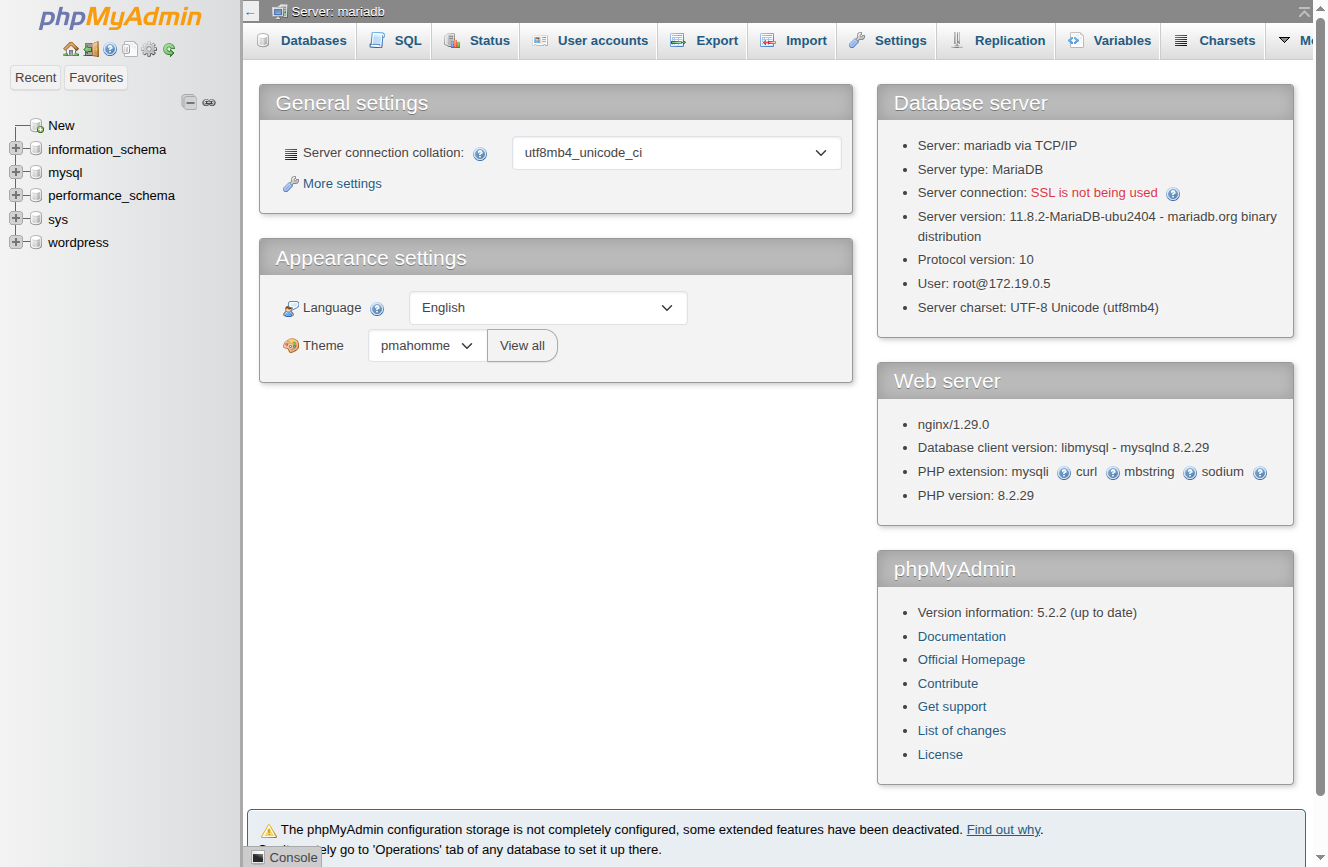 phpMyAdmin
Recent Favorites
New
information_schema
mysql
performance_schema
sys
wordpress
← Server: mariadb
Databases SQL Status User accounts Export Import Settings Replication Variables Charsets
General settings
Server connection collation: utf8mb4_unicode_ci
More settings
Appearance settings
Language English
Theme pmahomme View all
Database server
Server: mariadb via TCP/IP
Server type: MariaDB
Server connection: SSL is not being used
Server version: 11.8.2-MariaDB-ubu2404 - mariadb.org binary
distribution
Protocol version: 10
User: root@172.19.0.5
Server charset: UTF-8 Unicode (utf8mb4)
Web server
nginx/1.29.0
Database client version: libmysql - mysqlnd 8.2.29
PHP extension: mysqli curl mbstring sodium
PHP version: 8.2.29
phpMyAdmin
Version information: 5.2.2 (up to date)
Documentation
Official Homepage
Contribute
Get support
List of changes
License
The phpMyAdmin configuration storage is not completely configured, some extended features have been deactivated. Find out why.
go to 'Operations' tab of any database to set it up there.
Console